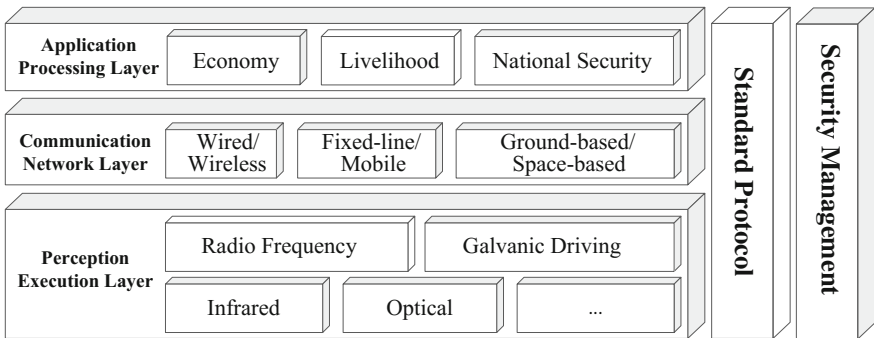 Application
Processing Layer
Economy
Livelihood
National Security
Communication
Network Layer
Wired/
Wireless
Fixed-line/
Mobile
Ground-based/
Space-based
Perception
Execution Layer
Radio Frequency
Galvanic Driving
Infrared
Optical
...
Standard Protocol
Security Management